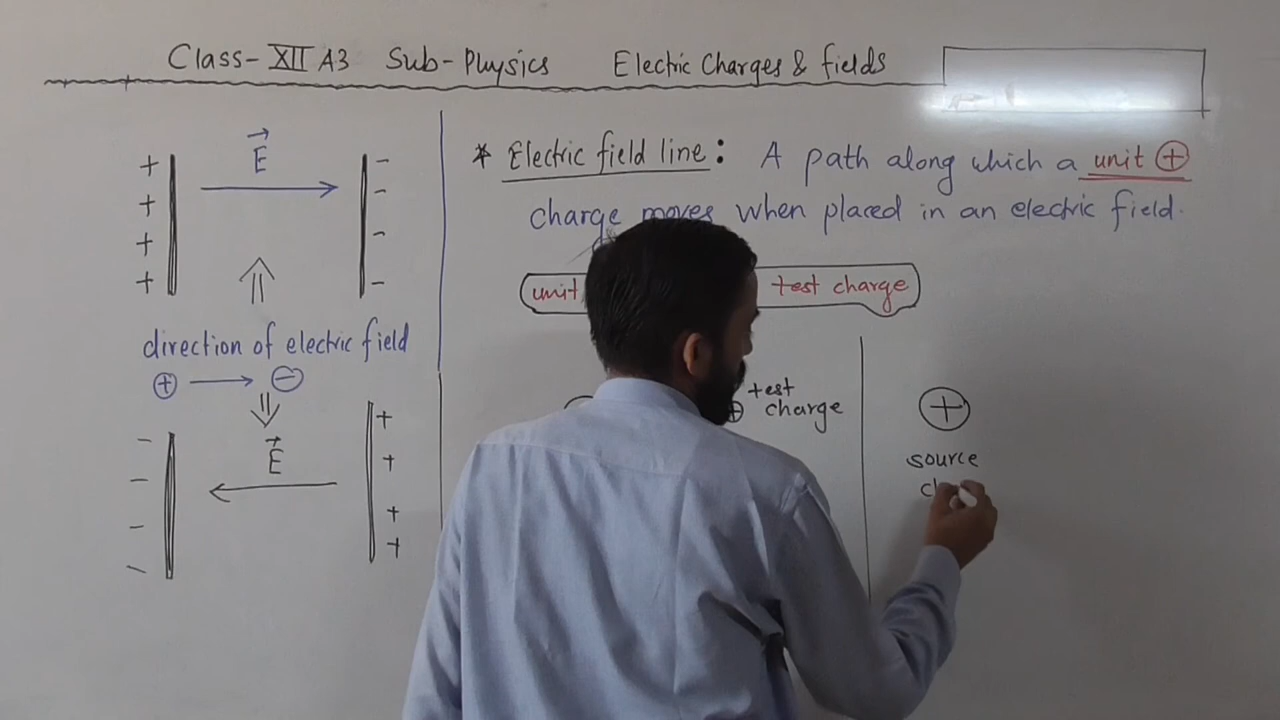 Class-XII A3 Sub-Physics Electric Charges & fields
+ E -
+ -
+ -
+ -
direction of electric field
+ → -
E
- +
- +
- +
- +
* Electric field line: A path along which a unit +
charge moves when placed in an electric field.
unit test charge
test
+ charge
+
source